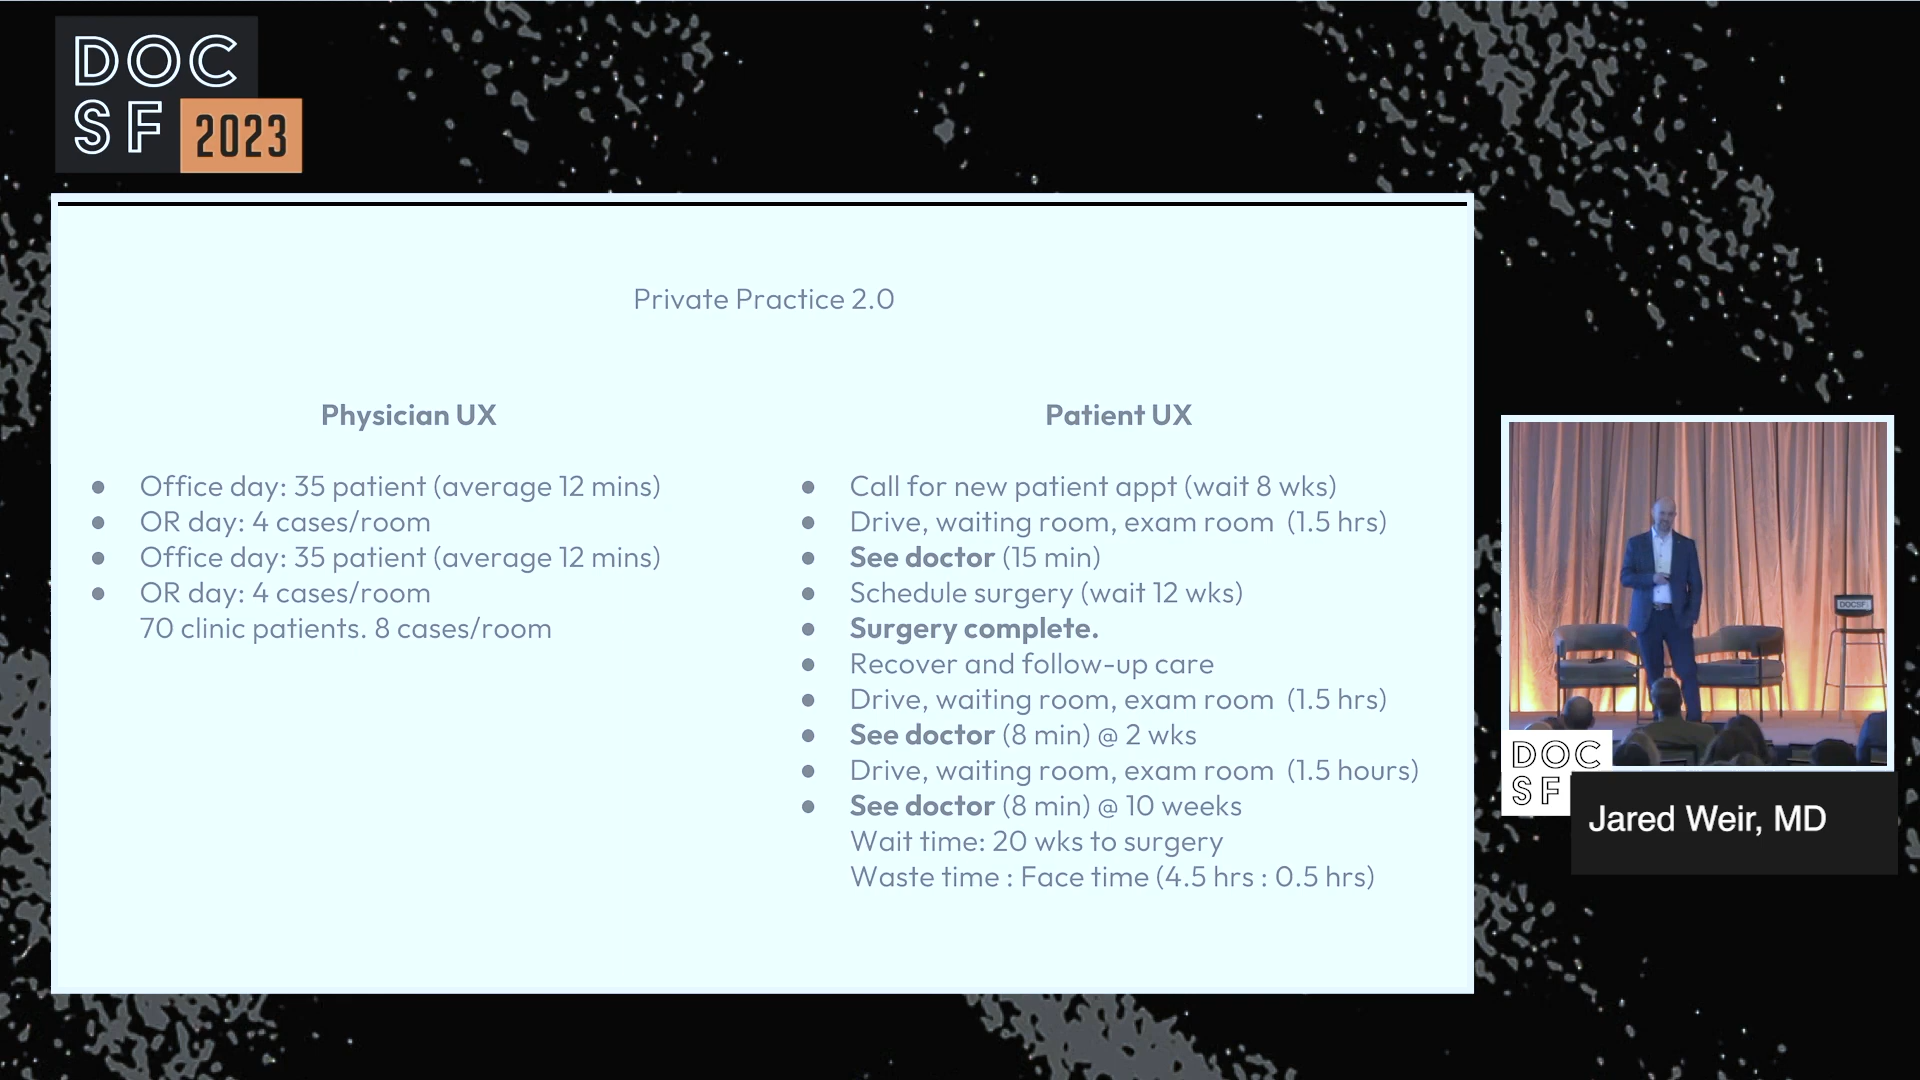 DOC
SF 2023
Private Practice 2.0
Physician UX
Office day: 35 patient (average 12 mins)
OR day: 4 cases/room
Office day: 35 patient (average 12 mins)
OR day: 4 cases/room
70 clinic patients. 8 cases/room
Patient UX
Call for new patient appt (wait 8 wks)
Drive, waiting room, exam room (1.5 hrs)
See doctor (15 min)
Schedule surgery (wait 12 wks)
Surgery complete.
Recover and follow-up care
Drive, waiting room, exam room (1.5 hrs)
See doctor (8 min) @ 2 wks
Drive, waiting room, exam room (1.5 hours)
See doctor (8 min) @ 10 weeks
Wait time: 20 wks to surgery
Waste time : Face time (4.5 hrs : 0.5 hrs)
DOCSF
DOC
SF
Jared Weir, MD